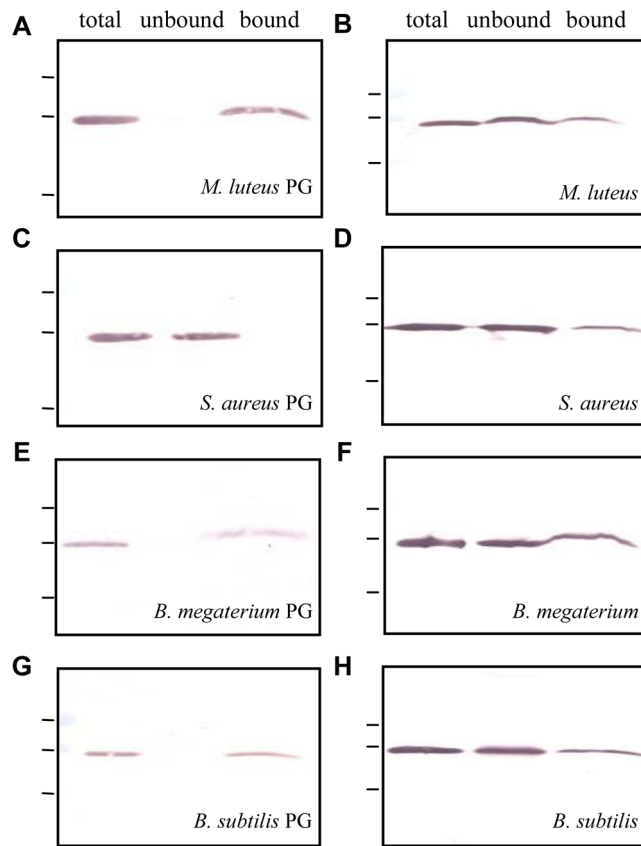 A total unbound bound B total unbound bound
M. luteus PG M. luteus
C D
S. aureus PG S. aureus
E F
B. megaterium PG B. megaterium
G H
B. subtilis PG B. subtilis